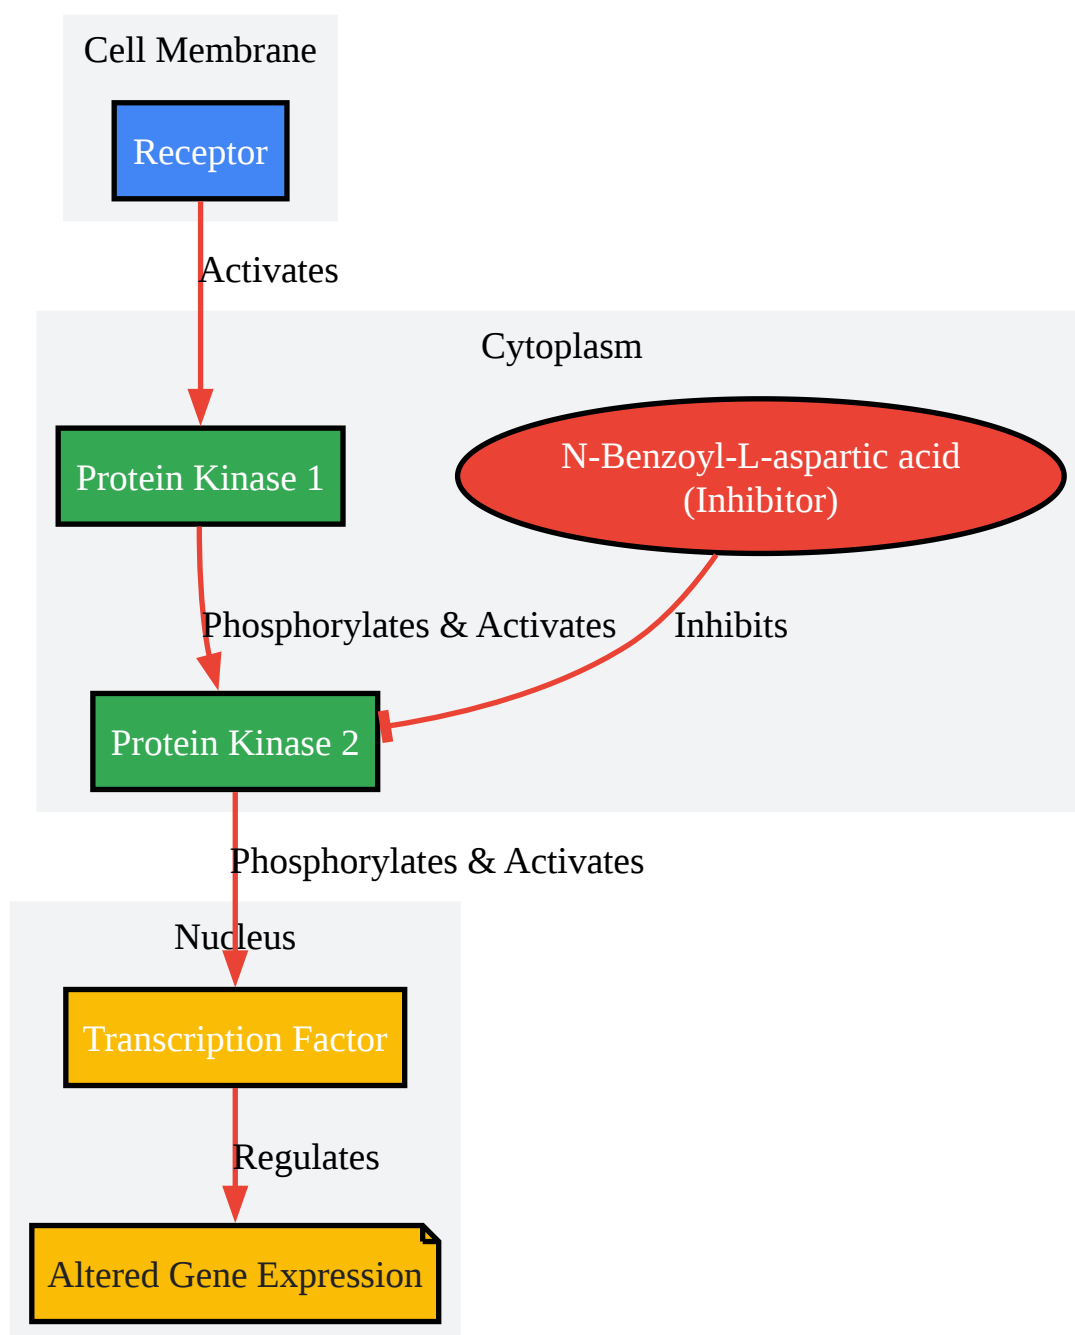 Cell Membrane
Receptor
Activates
Cytoplasm
Protein Kinase 1
N-Benzoyl-L-aspartic acid
(Inhibitor)
Phosphorylates & Activates
Inhibits
Protein Kinase 2
Phosphorylates & Activates
Nucleus
Transcription Factor
Regulates
Altered Gene Expression